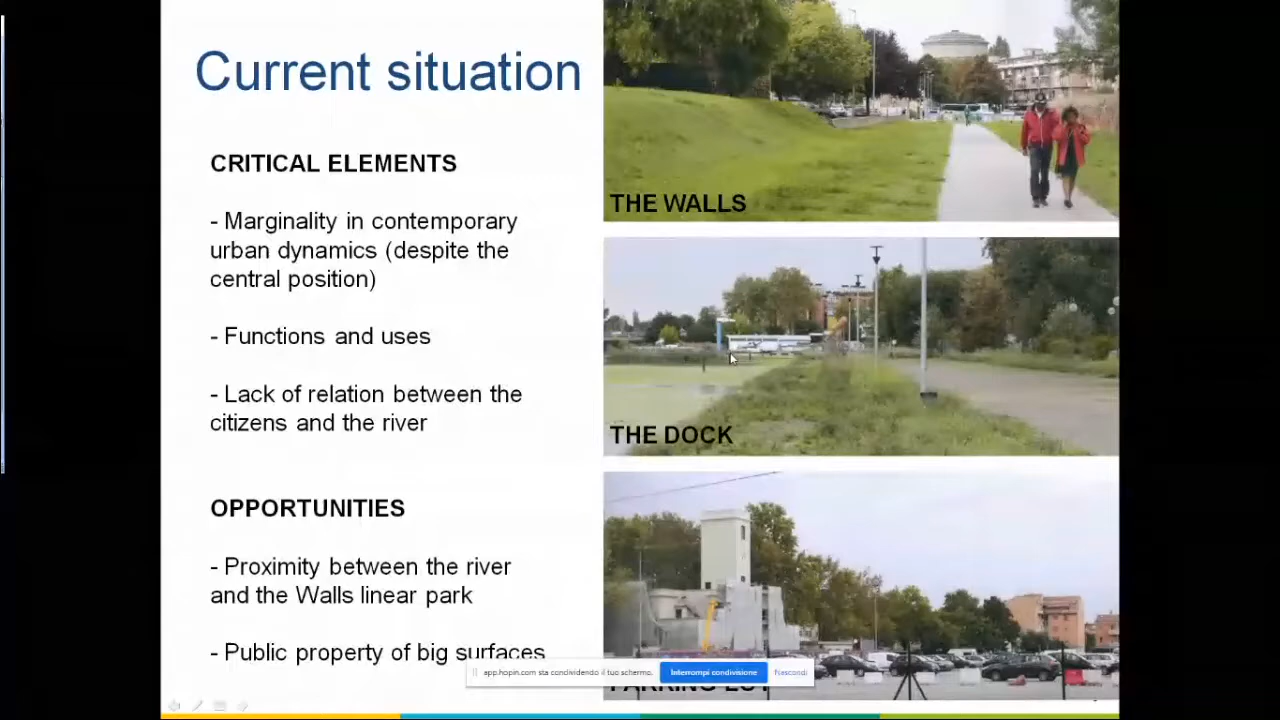 Current situation
CRITICAL ELEMENTS
- Marginality in contemporary
urban dynamics (despite the
central position)
- Functions and uses
- Lack of relation between the
citizens and the river
OPPORTUNITIES
- Proximity between the river
and the Walls linear park
- Public property of big surfaces
THE WALLS
THE DOCK
PARKING LOT
app.hopin.com sta condividendo il tuo schermo.
Interrompi condivisione
Nascondi